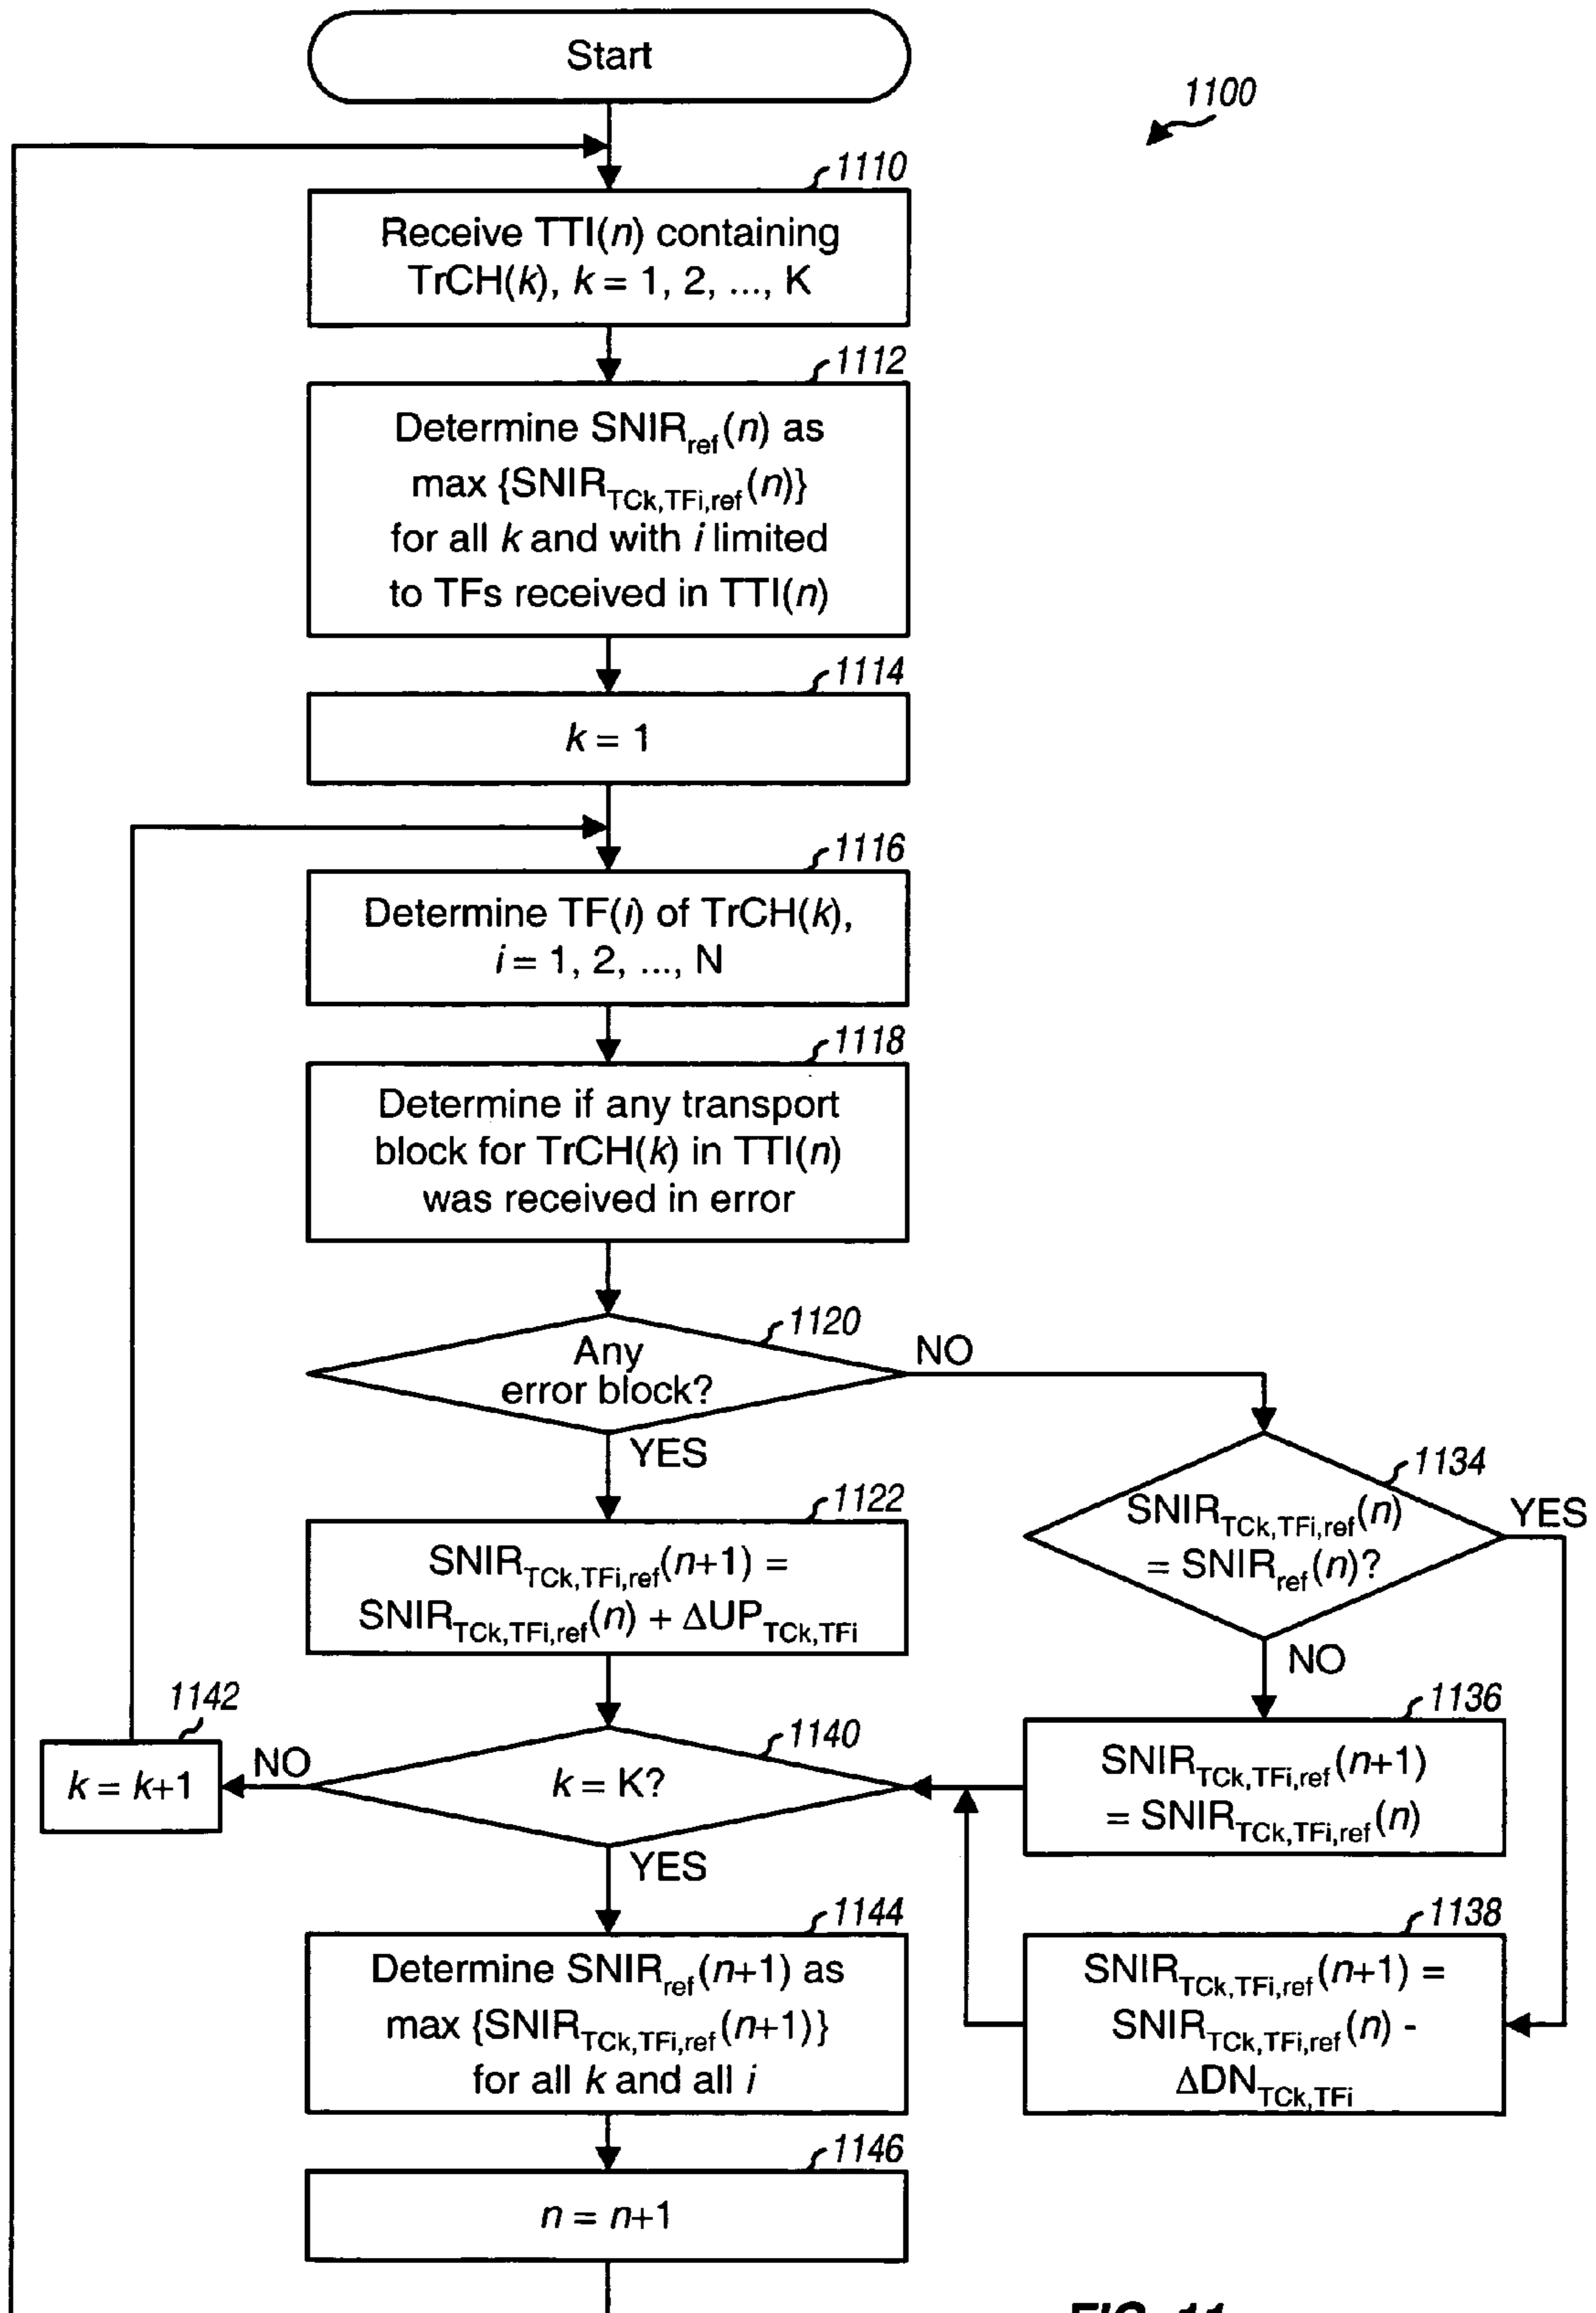 Start
1100
1110
Receive TTI(n) containing
TrCH(k), k = 1, 2, ..., K
1112
Determine SNIRref(n) as
max {SNIRTCk,TFi,ref(n)}
for all k and with i limited
to TFs received in TTI(n)
1114
k = 1
1116
Determine TF(i) of TrCH(k),
i = 1, 2, ..., N
1118
Determine if any transport
block for TrCH(k) in TTI(n)
was received in error
1120
Any
error block?
NO
YES
1134
SNIRTCk,TFi,ref(n)
= SNIRref(n)?
YES
NO
1122
SNIRTCk,TFi,ref(n+1) =
SNIRTCk,TFi,ref(n) + ΔUPTCk,TFi
1136
SNIRTCk,TFi,ref(n+1)
= SNIRTCk,TFi,ref(n)
1142
k = k+1
NO
1140
k = K?
YES
1138
SNIRTCk,TFi,ref(n+1) =
SNIRTCk,TFi,ref(n) -
ΔDNTCk,TFi
1144
Determine SNIRref(n+1) as
max {SNIRTCk,TFi,ref(n+1)}
for all k and all i
1146
n = n+1
FIG. 11